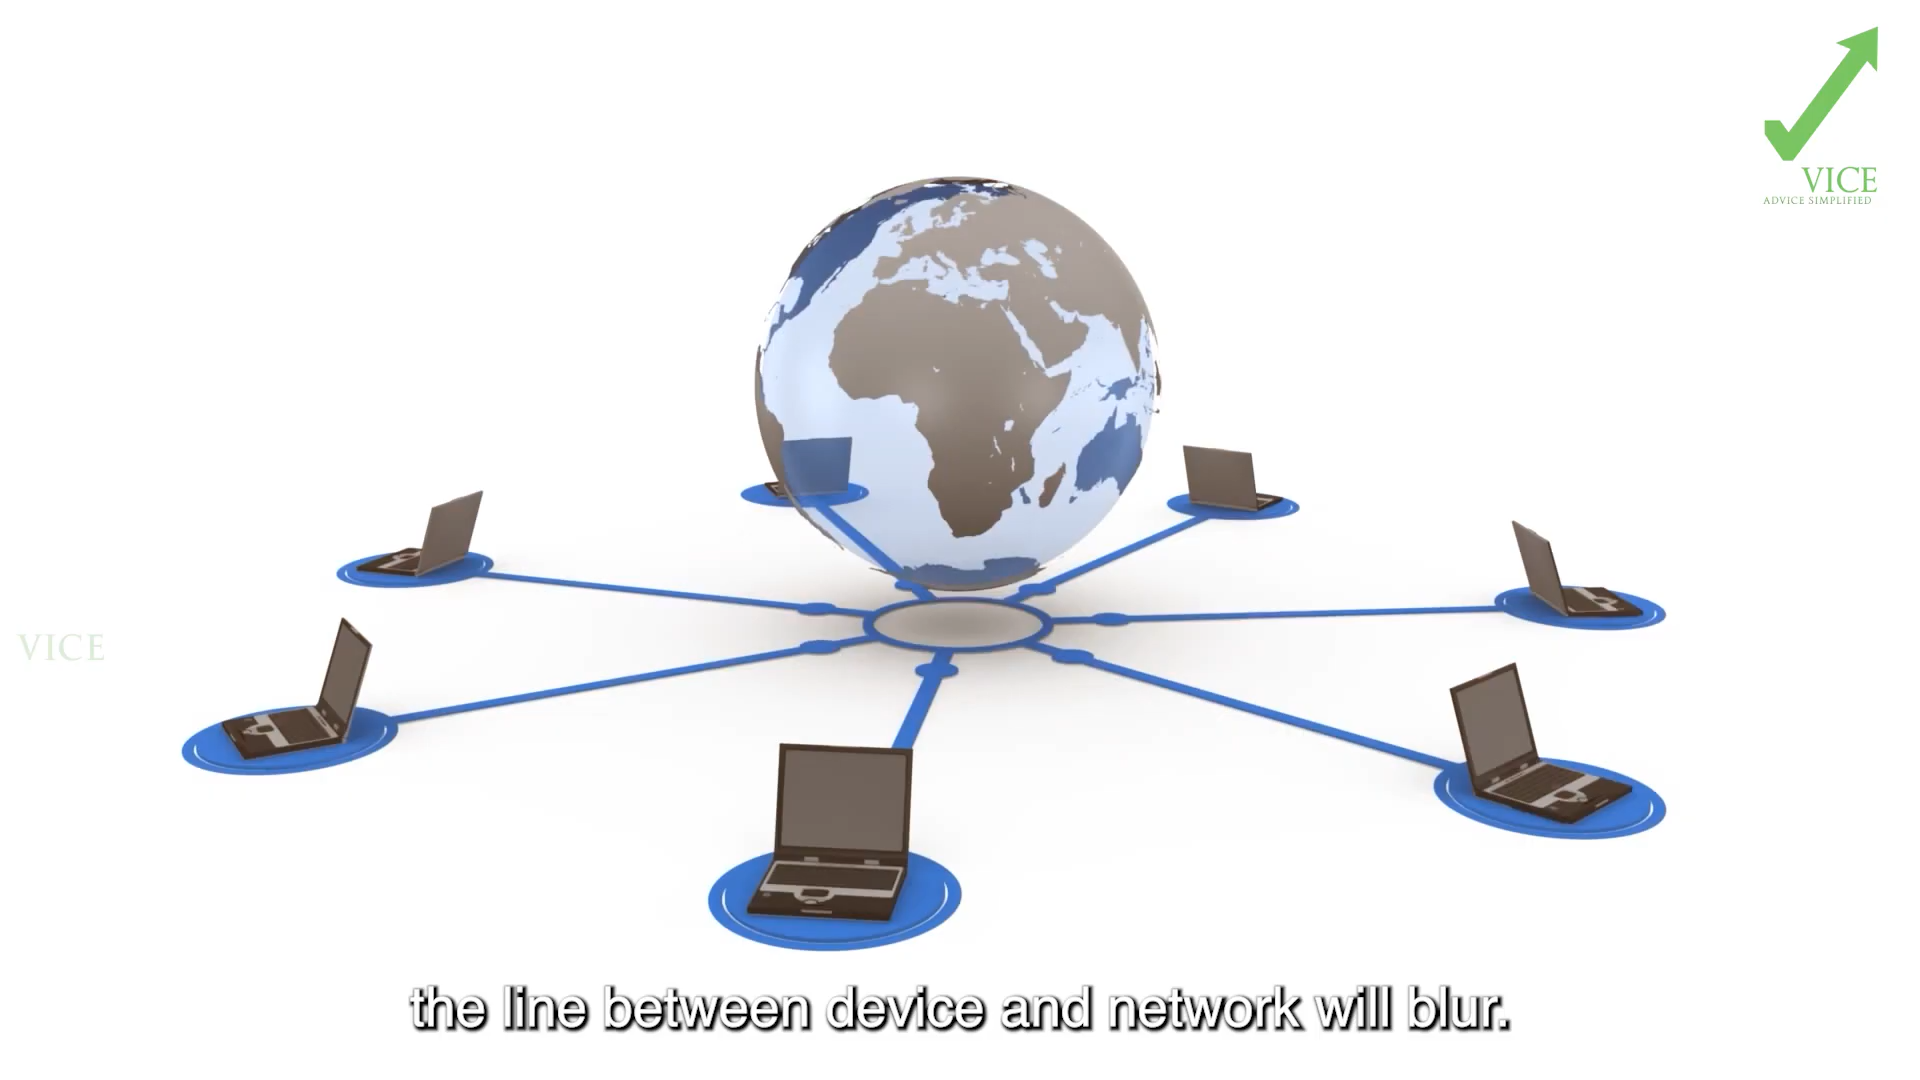 VICE
ADVICE SIMPLIFIED
VICE
the line between device and network will blur.